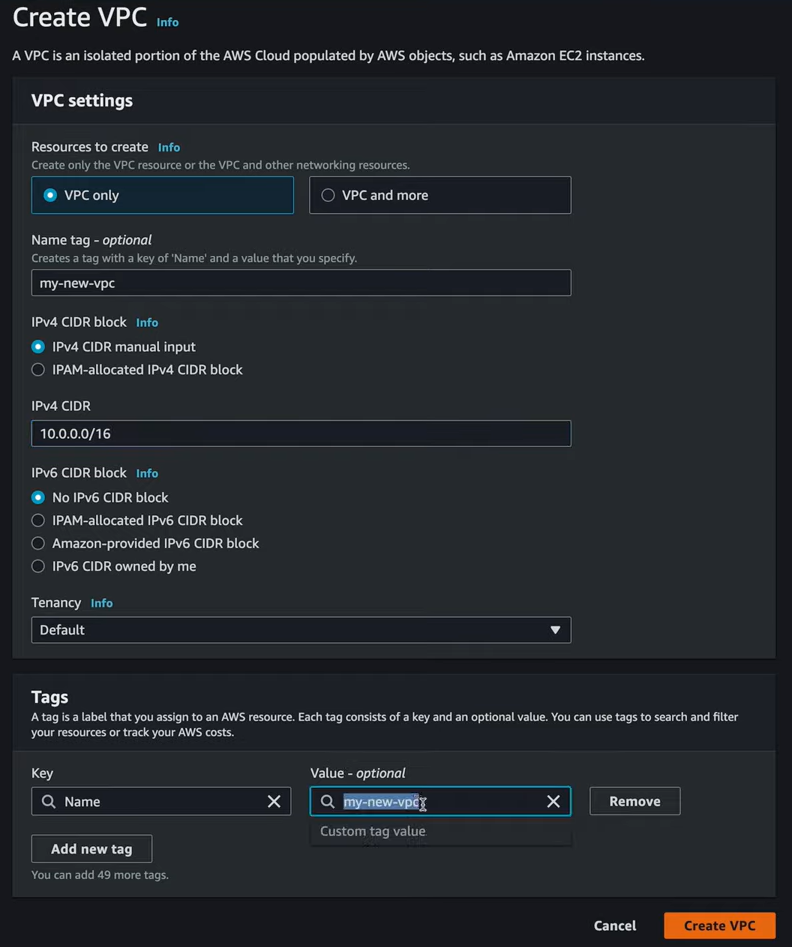 Create VPC Info
A VPC is an isolated portion of the AWS Cloud populated by AWS objects, such as Amazon EC2 instances.
VPC settings
Resources to create Info
Create only the VPC resource or the VPC and other networking resources.
VPC only
VPC and more
Name tag - optional
Creates a tag with a key of 'Name' and a value that you specify.
my-new-vpc
IPv4 CIDR block Info
IPv4 CIDR manual input
IPAM-allocated IPv4 CIDR block
IPv4 CIDR
10.0.0.0/16
IPv6 CIDR block Info
No IPv6 CIDR block
IPAM-allocated IPv6 CIDR block
Amazon-provided IPv6 CIDR block
IPv6 CIDR owned by me
Tenancy Info
Default
Tags
A tag is a label that you assign to an AWS resource. Each tag consists of a key and an optional value. You can use tags to search and filter
your resources or track your AWS costs.
Key
Value - optional
Name
my-new-vpc
Remove
Custom tag value
Add new tag
You can add 49 more tags.
Cancel
Create VPC